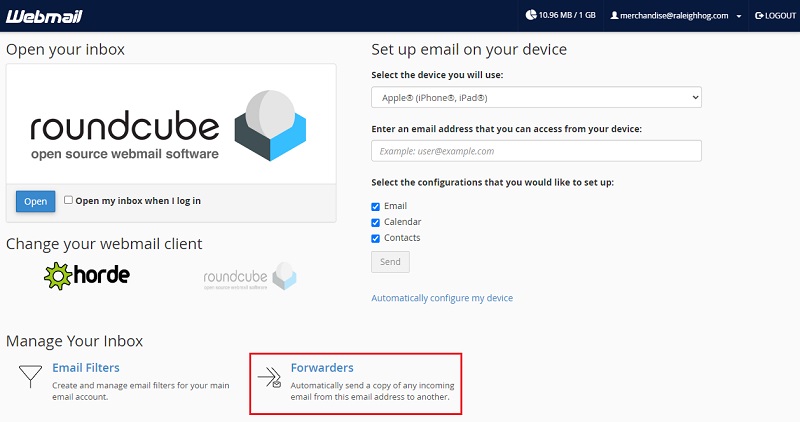 Webmail
10.96 MB / 1 GB
merchandise@raleighhog.com
LOGOUT
Open your inbox
roundcube
open source webmail software
Open
Open my inbox when I log in
Change your webmail client
horde
roundcube
open source webmail software
Set up email on your device
Select the device you will use:
Apple® (iPhone®, iPad®)
Enter an email address that you can access from your device:
Example: user@example.com
Select the configurations that you would like to set up:
Email
Calendar
Contacts
Send
Automatically configure my device
Manage Your Inbox
Email Filters
Create and manage email filters for your main
email account.
Forwarders
Automatically send a copy of any incoming
email from this email address to another.